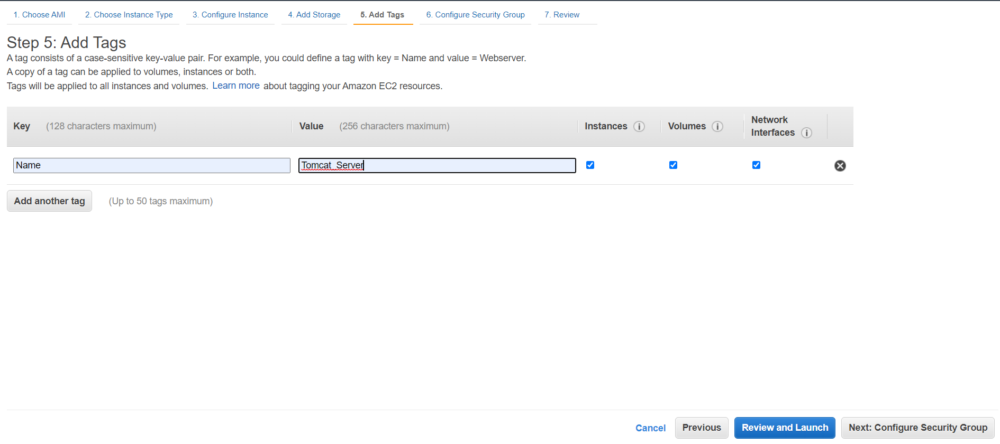 1. Choose AMI 2. Choose Instance Type 3. Configure Instance 4. Add Storage 5. Add Tags 6. Configure Security Group 7. Review
Step 5: Add Tags
A tag consists of a case-sensitive key-value pair. For example, you could define a tag with key = Name and value = Webserver.
A copy of a tag can be applied to volumes, instances or both.
Tags will be applied to all instances and volumes. Learn more about tagging your Amazon EC2 resources.
Key (128 characters maximum) Value (256 characters maximum) Instances i Volumes i Network
Interfaces i
Name Tomcat_Server
Add another tag (Up to 50 tags maximum)
Cancel Previous Review and Launch Next: Configure Security Group